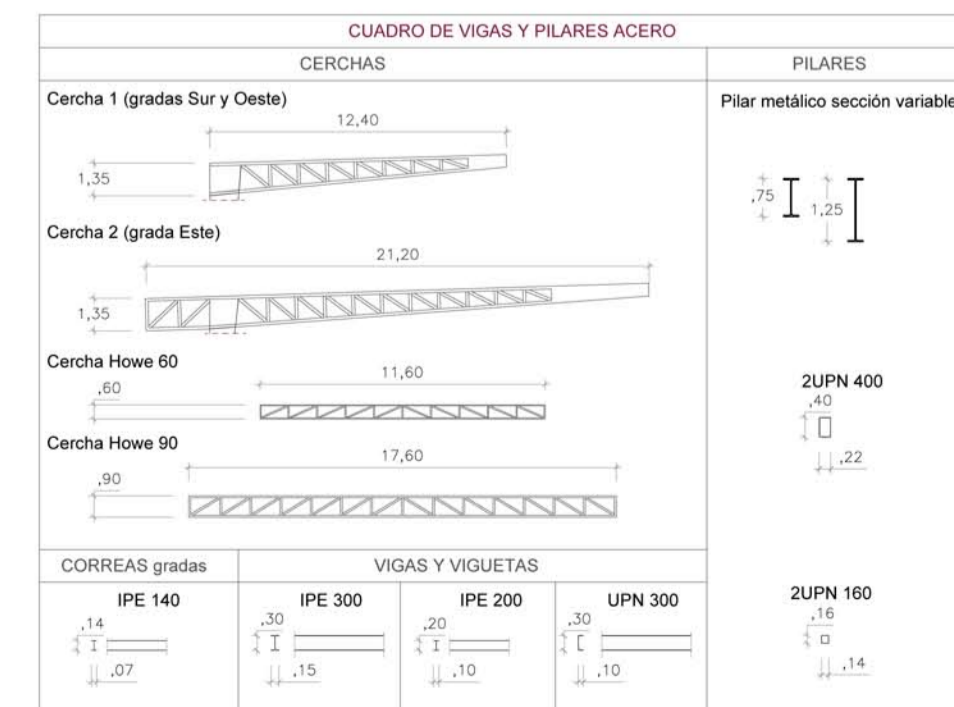 CUADRO DE VIGAS Y PILARES ACERO
CERCHAS
PILARES
Cercha 1 (gradas Sur y Oeste)
12,40
1,35
Cercha 2 (grada Este)
21,20
1,35
Cercha Howe 60
11,60
,60
Cercha Howe 90
17,60
,90
Pilar metálico sección variable
,75
1,25
2UPN 400
,40
,22
2UPN 160
,16
,14
CORREAS gradas
VIGAS Y VIGUETAS
IPE 140
,14
,07
IPE 300
,30
,15
IPE 200
,20
,10
UPN 300
,30
,10